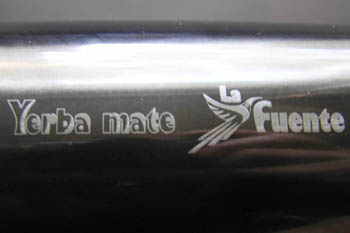 Yerba mate La Fuente